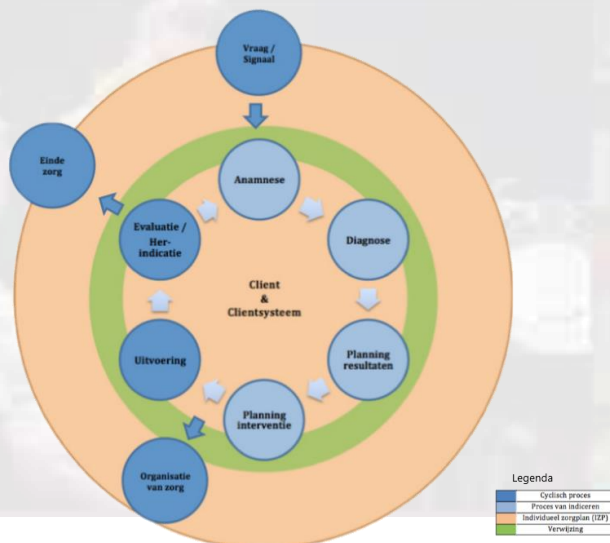 Vraag /
Signaal
Einde
zorg
Anamnese
Evaluatie /
Her-
indicatie
Diagnose
Client
&
Clientsysteem
Uitvoering
Planning
resultaten
Planning
interventie
Organisatie
van zorg
Legenda
Cyclisch proces
Proces van indiceren
Individueel zorgplan (IZP)
Verwijzing